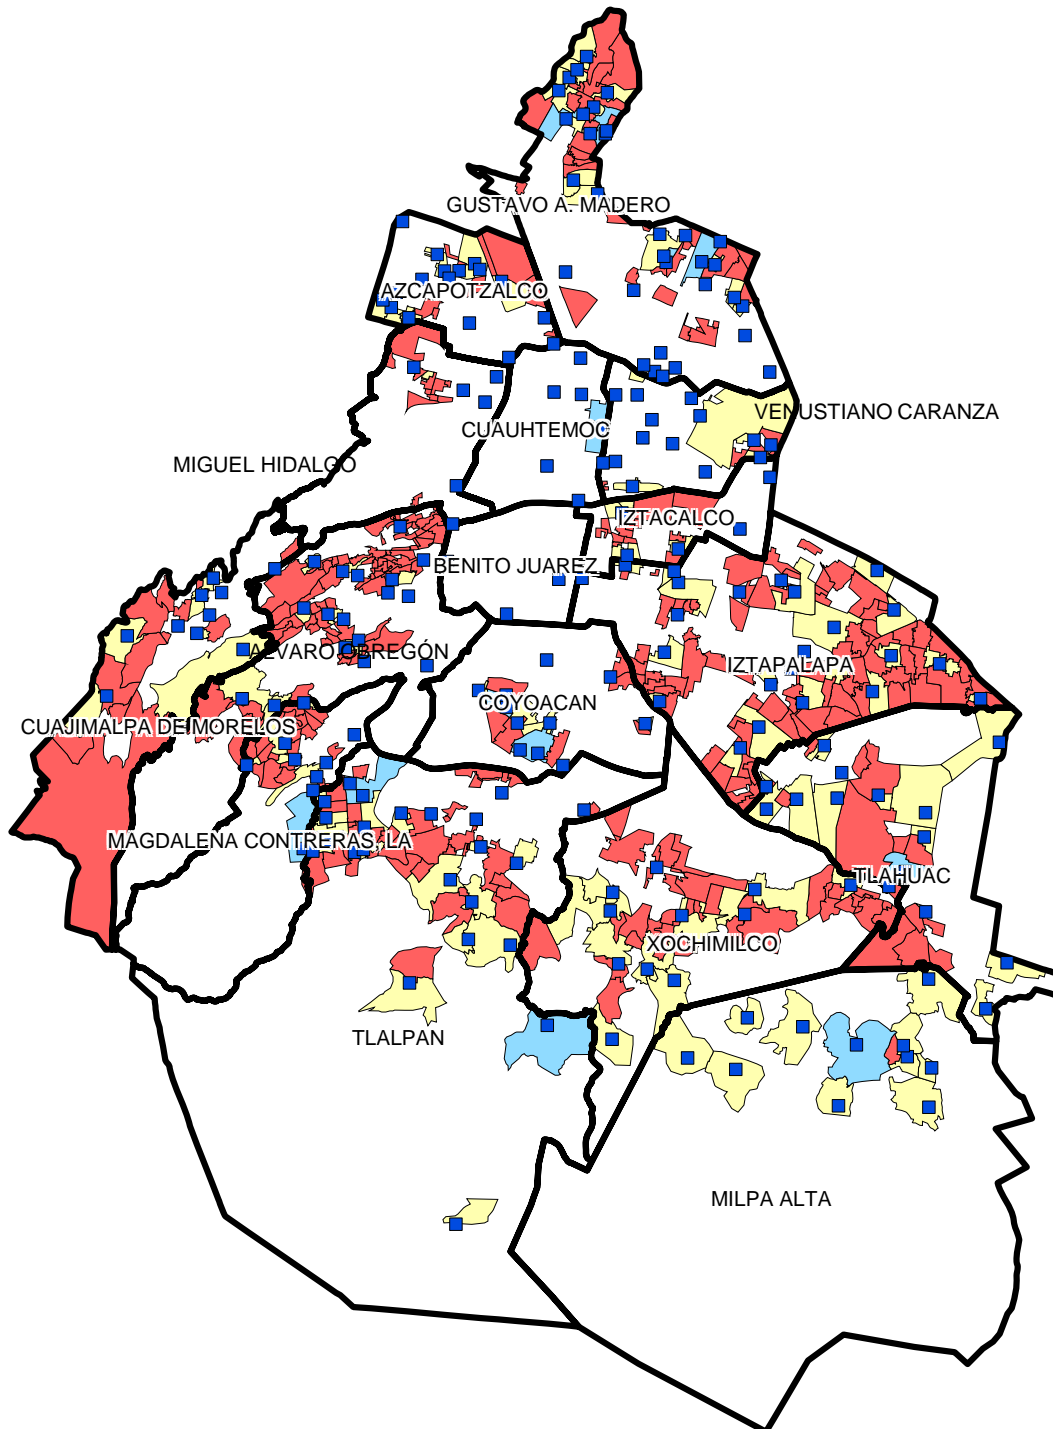 GUSTAVO A. MADERO
AZCAPOTZALCO
VENUSTIANO CARANZA
CUAUHTEMOC
MIGUEL HIDALGO
IZTACALCO
BENITO JUAREZ
ALVARO OBREGÓN
IZTAPALAPA
COYOACAN
CUAJIMALPA DE MORELOS
MAGDALENA CONTRERAS, LA
TLAHUAC
XOCHIMILCO
TLALPAN
MILPA ALTA